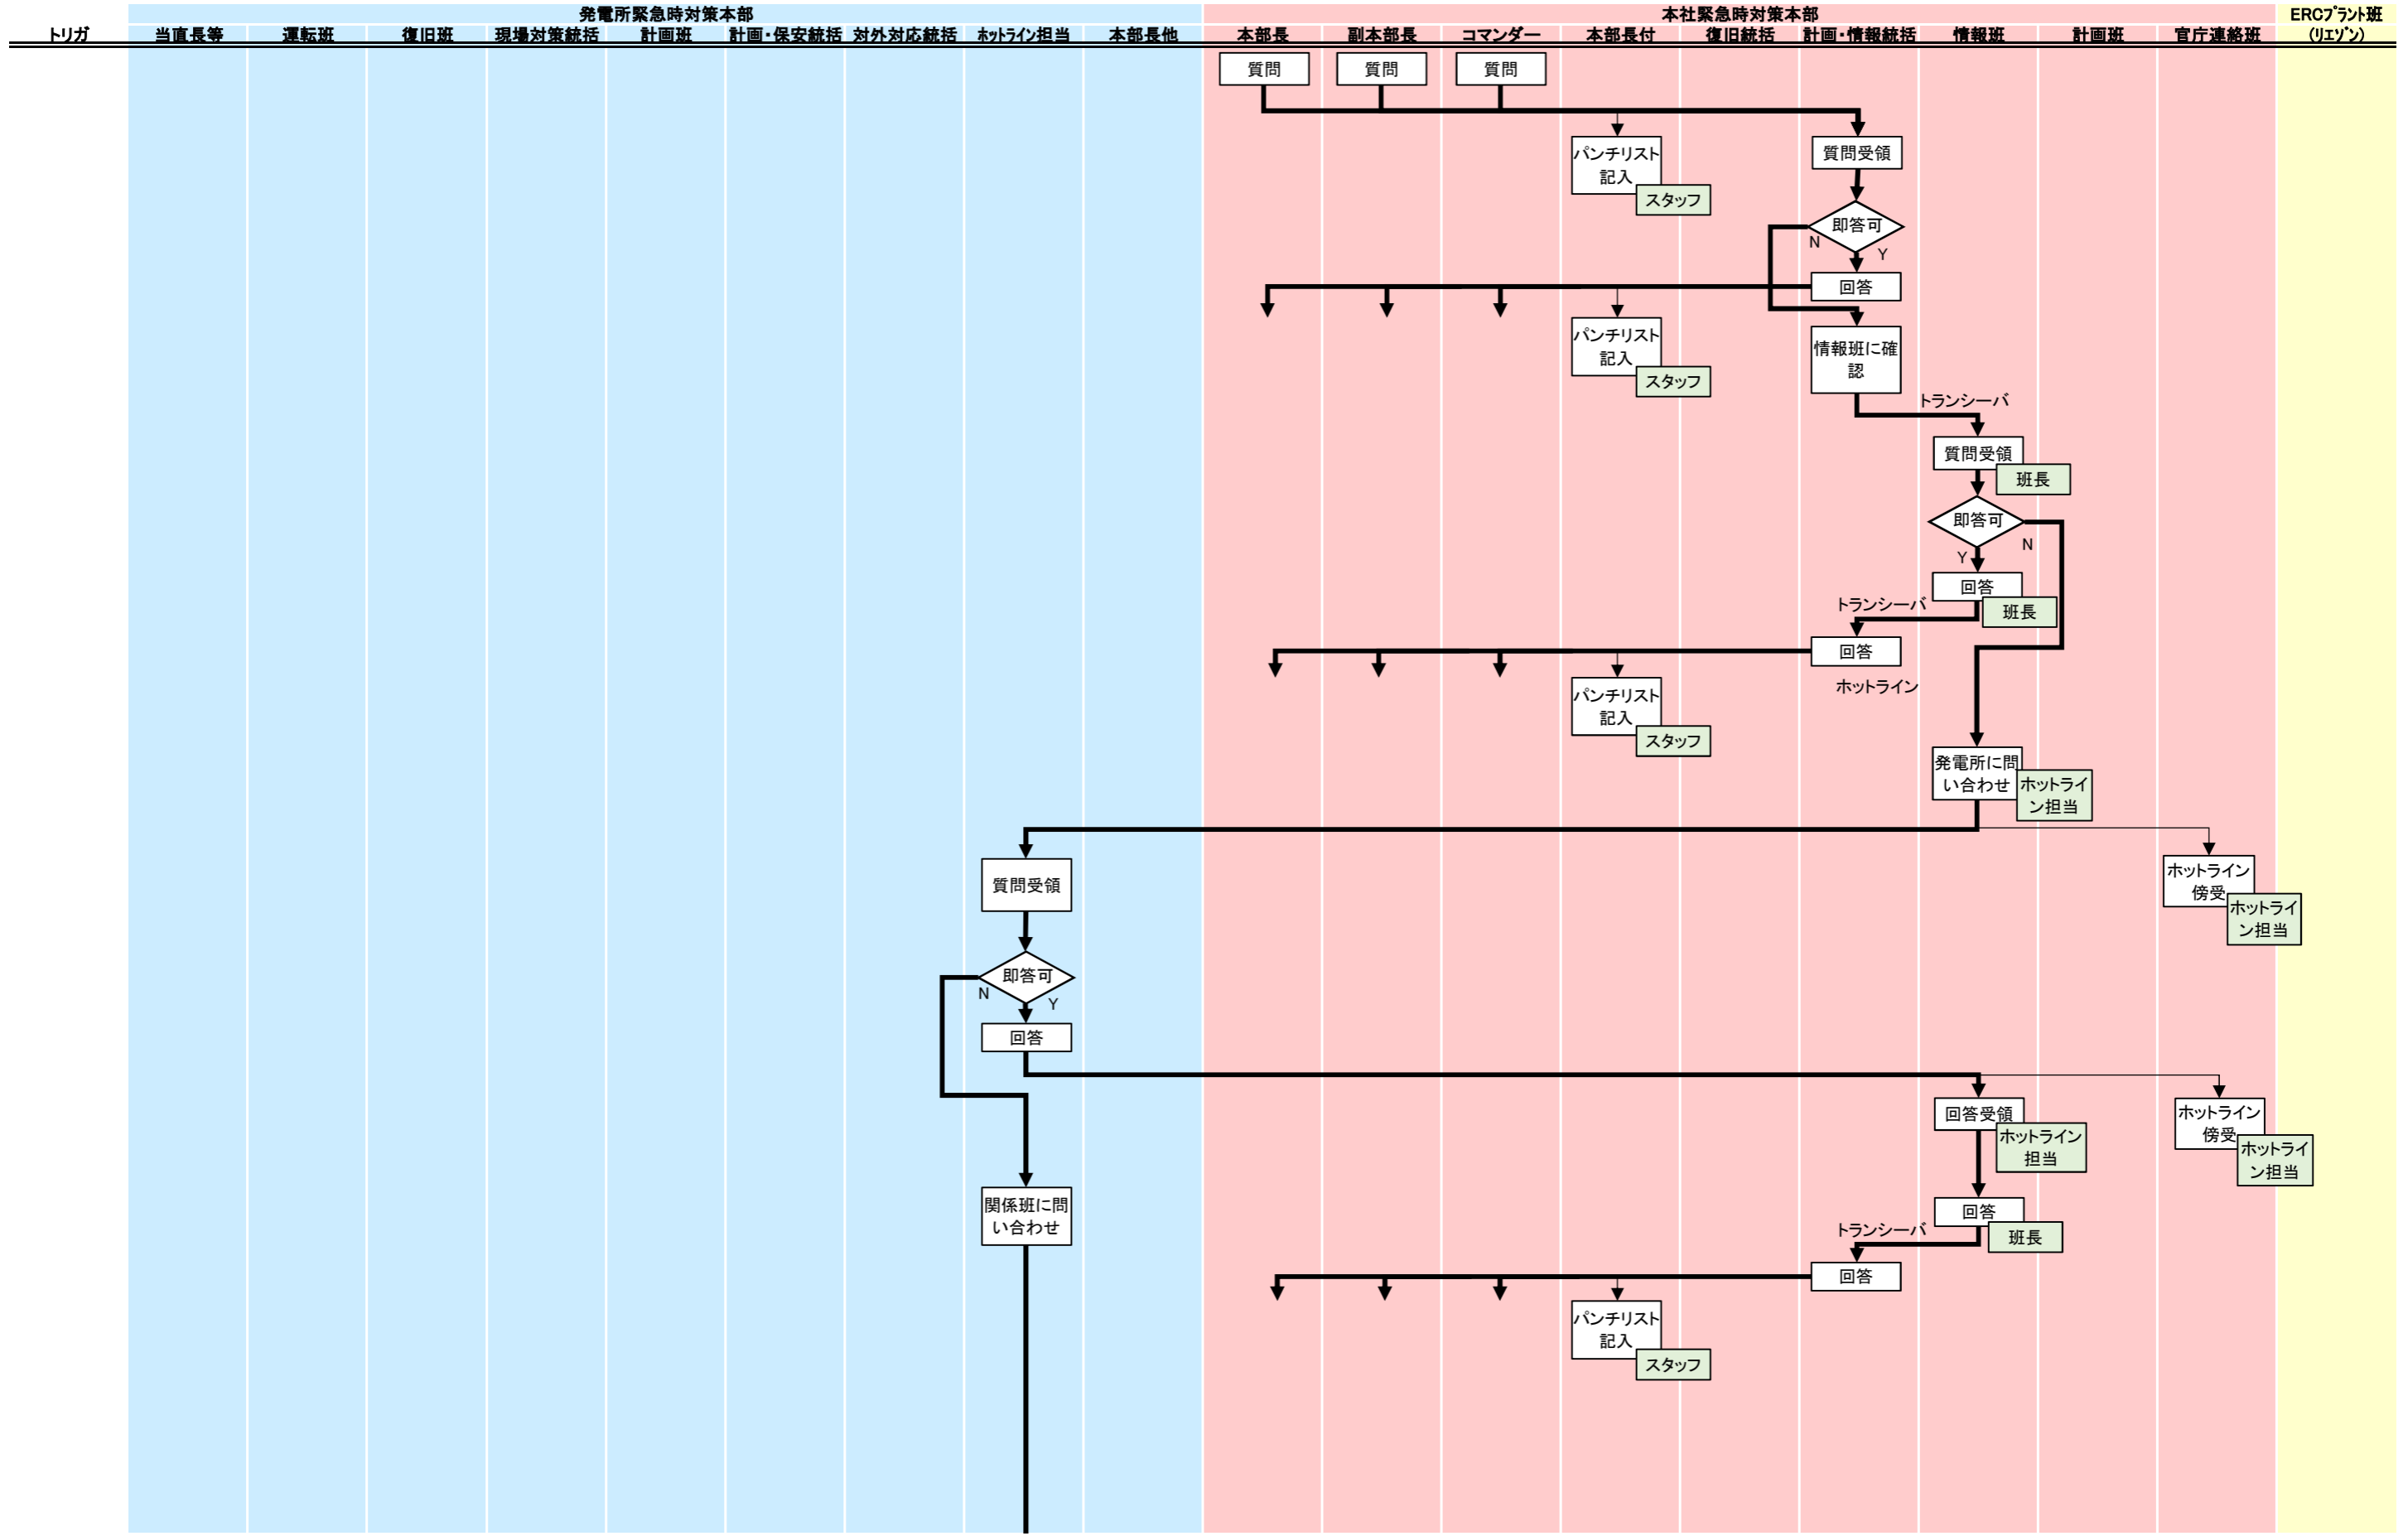 発電所緊急時対策本部 本社緊急時対策本部 ERCﾌﾟﾗﾝﾄ班
トリガ 当直長等 運転班 復旧班 現場対策統括 計画班 計画・保安統括 対外対応統括 ﾎｯﾄﾗｲﾝ担当 本部長他 本部長 副本部長 コマンダー 本部長付 復旧統括 計画・情報統括 情報班 計画班 官庁連絡班 (ﾘｴｿﾞﾝ)
質問 質問 質問
パンチリスト
記入
スタッフ
質問受領
即答可
N
Y
回答
パンチリスト
記入
スタッフ
情報班に確
認
トランシーバ
質問受領
班長
即答可
N
Y
回答
班長
トランシーバ
回答
ホットライン
パンチリスト
記入
スタッフ
発電所に問
い合わせ
ホットライ
ン担当
質問受領
ホットライン
傍受
ホットライ
ン担当
即答可
N
Y
回答
回答受領
ホットライン
担当
ホットライン
傍受
ホットライ
ン担当
関係班に問
い合わせ
回答
班長
トランシーバ
回答
パンチリスト
記入
スタッフ